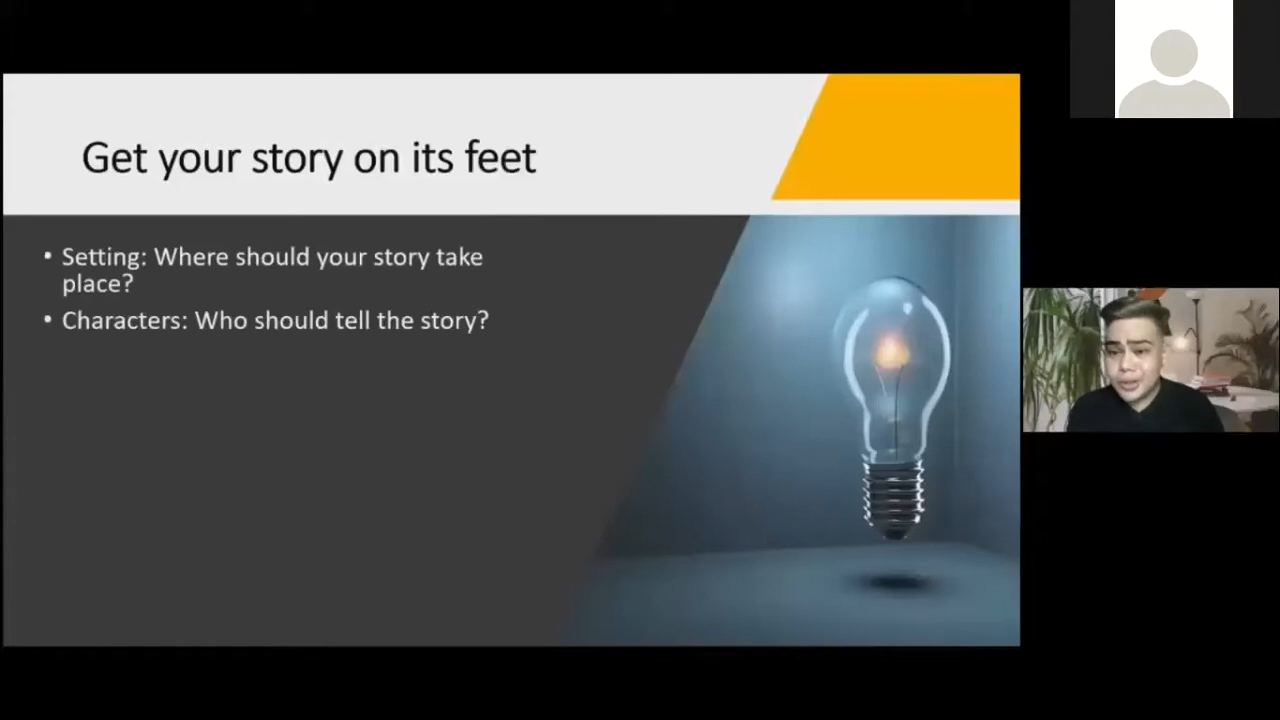 Get your story on its feet
• Setting: Where should your story take
place?
• Characters: Who should tell the story?